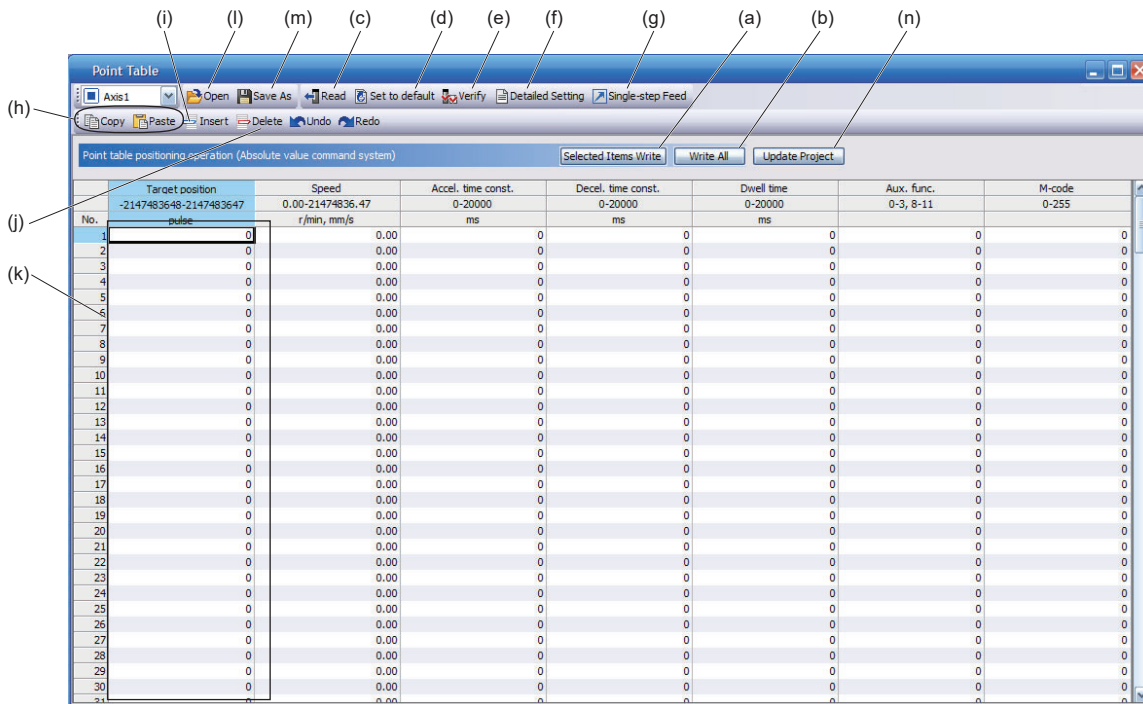 (i) (l) (m) (c) (d) (e) (f) (g) (a) (b) (n)
Point Table
Axis1 Open Save As Read Set to default Verify Detailed Setting Single-step Feed
(h)
Copy Paste Insert Delete Undo Redo
Point table positioning operation (Absolute value command system) Selected Items Write Write All Update Project
Target position Speed Accel. time const. Decel. time const. Dwell time Aux. func. M-code
-2147483648-2147483647 0.00-21474836.47 0-20000 0-20000 0-20000 0-3, 8-11 0-255
(j)
No. pulse r/min, mm/s ms ms ms
1 0 0.00 0 0 0 0 0
2 0 0.00 0 0 0 0 0
(k)
3 0 0.00 0 0 0 0 0
4 0 0.00 0 0 0 0 0
5 0 0.00 0 0 0 0 0
6 0 0.00 0 0 0 0 0
7 0 0.00 0 0 0 0 0
8 0 0.00 0 0 0 0 0
9 0 0.00 0 0 0 0 0
10 0 0.00 0 0 0 0 0
11 0 0.00 0 0 0 0 0
12 0 0.00 0 0 0 0 0
13 0 0.00 0 0 0 0 0
14 0 0.00 0 0 0 0 0
15 0 0.00 0 0 0 0 0
16 0 0.00 0 0 0 0 0
17 0 0.00 0 0 0 0 0
18 0 0.00 0 0 0 0 0
19 0 0.00 0 0 0 0 0
20 0 0.00 0 0 0 0 0
21 0 0.00 0 0 0 0 0
22 0 0.00 0 0 0 0 0
23 0 0.00 0 0 0 0 0
24 0 0.00 0 0 0 0 0
25 0 0.00 0 0 0 0 0
26 0 0.00 0 0 0 0 0
27 0 0.00 0 0 0 0 0
28 0 0.00 0 0 0 0 0
29 0 0.00 0 0 0 0 0
30 0 0.00 0 0 0 0 0